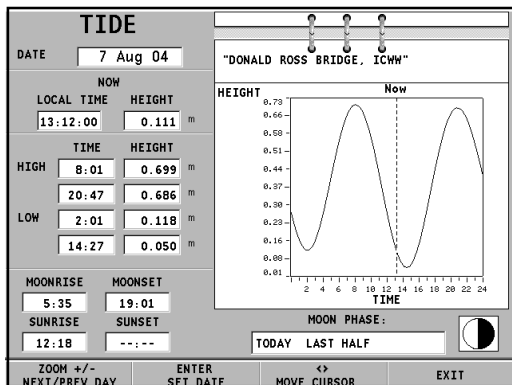 TIDE
DATE 7 Aug 04
NOW
LOCAL TIME HEIGHT
13:12:00 0.111 m
TIME HEIGHT
HIGH 8:01 0.699 m
20:47 0.686 m
LOW 2:01 0.118 m
14:27 0.050 m
MOONRISE MOONSET
5:35 19:01
SUNRISE SUNSET
12:18 --:--
"DONALD ROSS BRIDGE, ICWW"
HEIGHT Now
0.73
0.66
0.58
0.51
0.44
0.37
0.30
0.23
0.16
0.08
0.01
2 4 6 8 10 12 14 16 18 20 22 24
TIME
MOON PHASE:
TODAY LAST HALF
ZOOM +/- ENTER <> EXIT
NEXT/PREV DAY SET DATE MOVE CURSOR